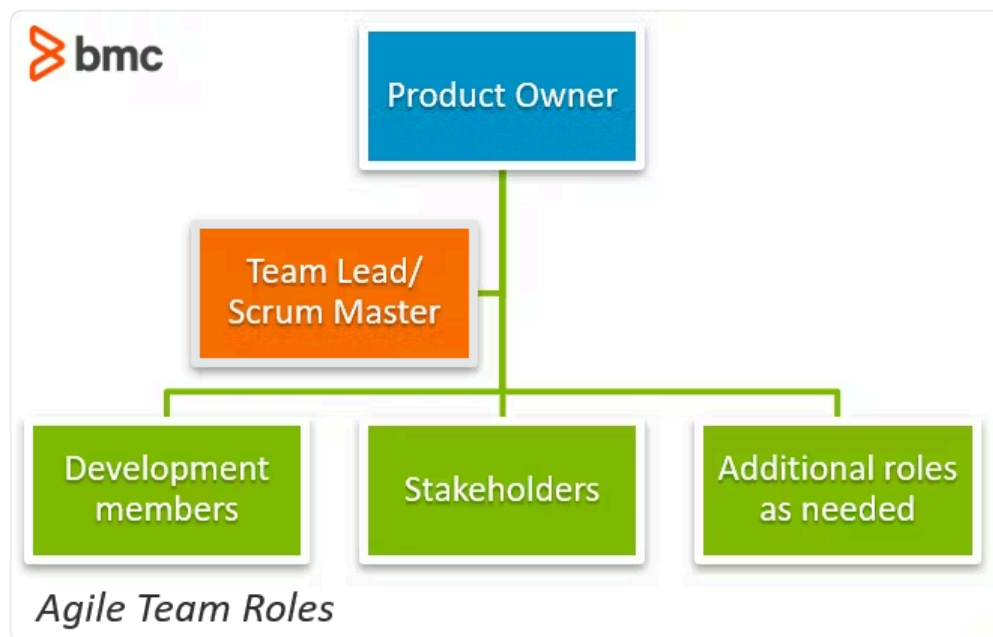 bmc
Product Owner
Team Lead/
Scrum Master
Development
members
Stakeholders
Additional roles
as needed
Agile Team Roles